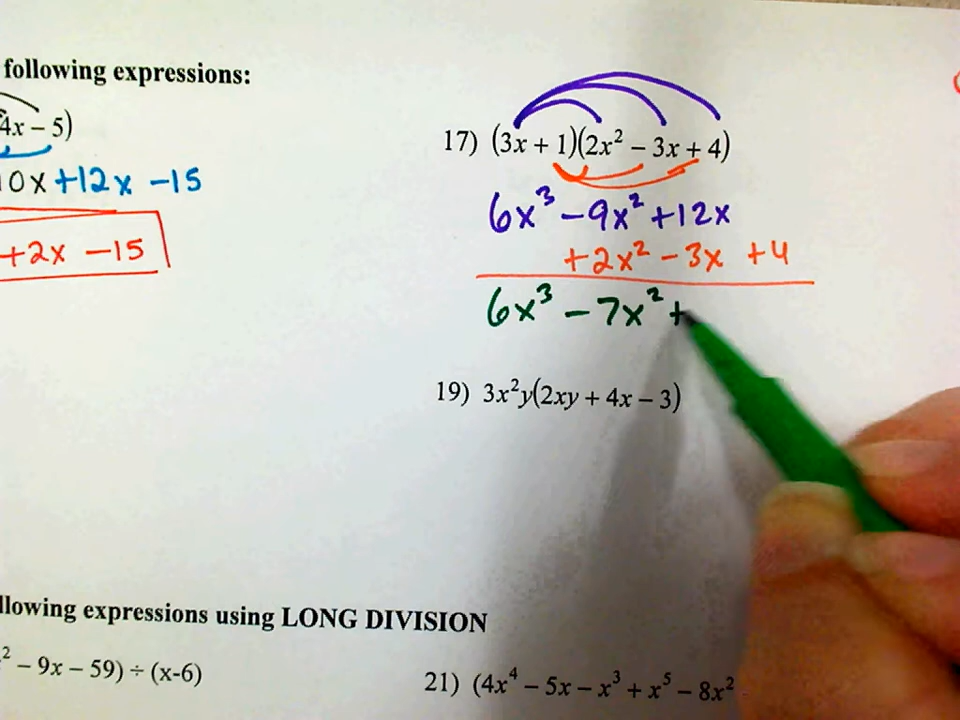 following expressions:
4x – 5)
10x +12x –15
+2x –15
17) (3x + 1)(2x² – 3x + 4)
6x³ –9x² +12x
+2x² –3x +4
6x³ –7x² +
19) 3x²y(2xy + 4x – 3)
llowing expressions using LONG DIVISION
² – 9x – 59) ÷ (x-6)
21) (4x⁴ – 5x – x³ + x⁵ – 8x²